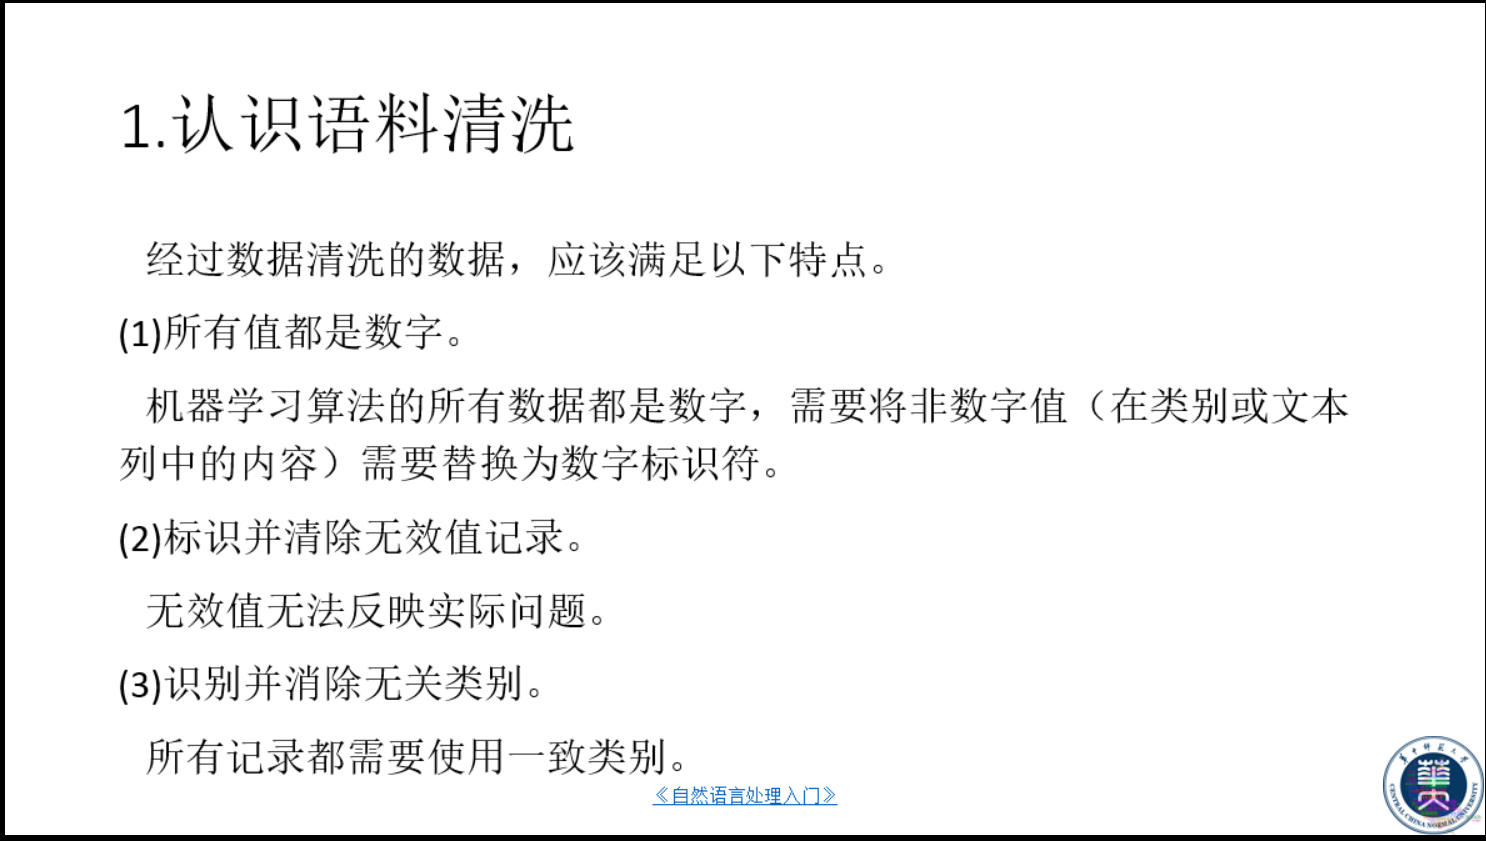 1.认识语料清洗
经过数据清洗的数据，应该满足以下特点。
(1)所有值都是数字。
机器学习算法的所有数据都是数字，需要将非数字值（在类别或文本
列中的内容）需要替换为数字标识符。
(2)标识并清除无效值记录。
无效值无法反映实际问题。
(3)识别并消除无关类别。
所有记录都需要使用一致类别。
《自然语言处理入门》
华中师范大学
CENTRAL CHINA NORMAL UNIVERSITY